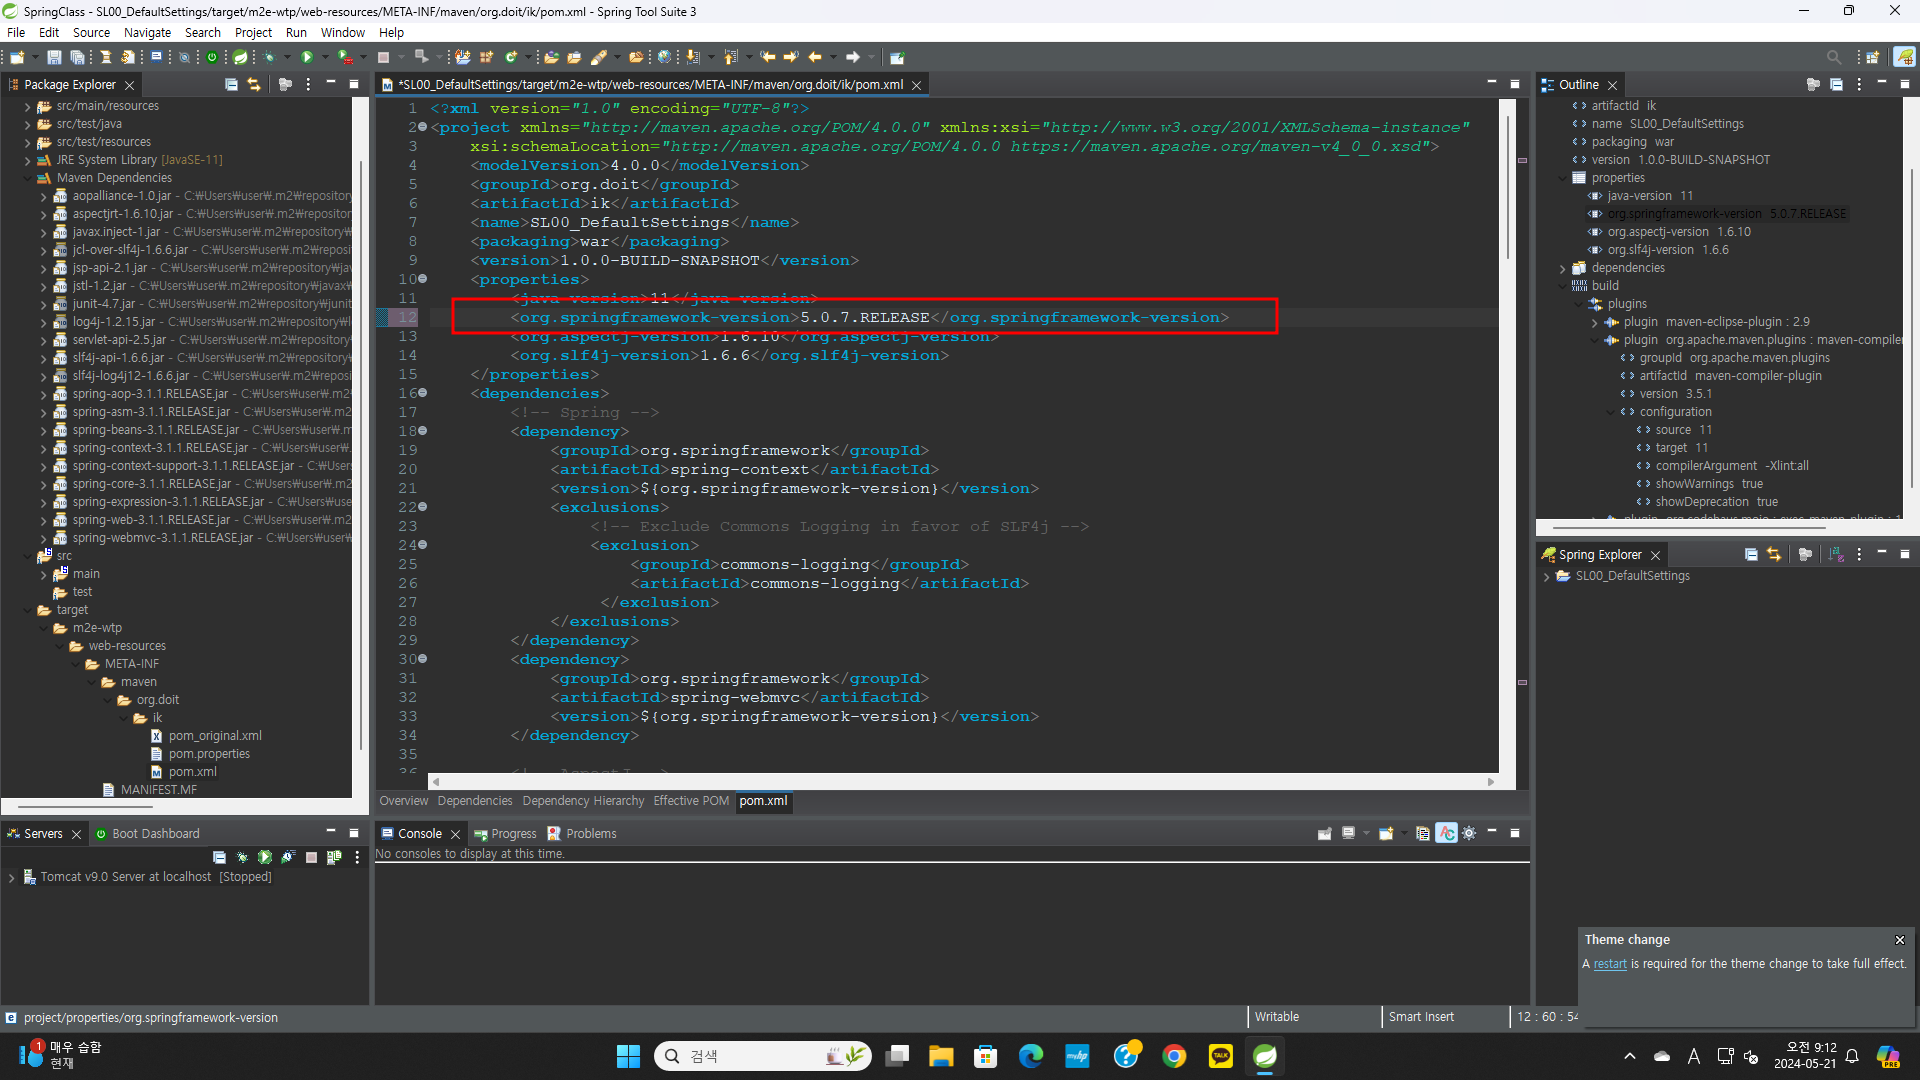 SpringClass - SL00_DefaultSettings/target/m2e-wtp/web-resources/META-INF/maven/org.doit/ik/pom.xml - Spring Tool Suite 3
File Edit Source Navigate Search Project Run Window Help
Package Explorer
src/main/resources
src/test/java
src/test/resources
JRE System Library [JavaSE-11]
Maven Dependencies
aopalliance-1.0.jar - C:₩Users₩user₩.m2₩repository
aspectjrt-1.6.10.jar - C:₩Users₩user₩.m2₩repository
javax.inject-1.jar - C:₩Users₩user₩.m2₩repository₩
jcl-over-slf4j-1.6.6.jar - C:₩Users₩user₩.m2₩reposit
jsp-api-2.1.jar - C:₩Users₩user₩.m2₩repository₩jav
jstl-1.2.jar - C:₩Users₩user₩.m2₩repository₩javax₩
junit-4.7.jar - C:₩Users₩user₩.m2₩repository₩junit
log4j-1.2.15.jar - C:₩Users₩user₩.m2₩repository₩l
servlet-api-2.5.jar - C:₩Users₩user₩.m2₩repository
slf4j-api-1.6.6.jar - C:₩Users₩user₩.m2₩repository
slf4j-log4j12-1.6.6.jar - C:₩Users₩user₩.m2₩reposi
spring-aop-3.1.1.RELEASE.jar - C:₩Users₩user₩.m2
spring-asm-3.1.1.RELEASE.jar - C:₩Users₩user₩.m2
spring-beans-3.1.1.RELEASE.jar - C:₩Users₩user₩.m
spring-context-3.1.1.RELEASE.jar - C:₩Users₩user₩.
spring-context-support-3.1.1.RELEASE.jar - C:₩Users
spring-core-3.1.1.RELEASE.jar - C:₩Users₩user₩.m2
spring-expression-3.1.1.RELEASE.jar - C:₩Users₩use
spring-web-3.1.1.RELEASE.jar - C:₩Users₩user₩.m2
spring-webmvc-3.1.1.RELEASE.jar - C:₩Users₩user₩
src
main
test
target
m2e-wtp
web-resources
META-INF
maven
org.doit
ik
pom_original.xml
pom.properties
pom.xml
MANIFEST.MF
*SL00_DefaultSettings/target/m2e-wtp/web-resources/META-INF/maven/org.doit/ik/pom.xml
1 <?xml version="1.0" encoding="UTF-8"?>
2 <project xmlns="http://maven.apache.org/POM/4.0.0" xmlns:xsi="http://www.w3.org/2001/XMLSchema-instance"
3 xsi:schemaLocation="http://maven.apache.org/POM/4.0.0 https://maven.apache.org/maven-v4_0_0.xsd">
4 <modelVersion>4.0.0</modelVersion>
5 <groupId>org.doit</groupId>
6 <artifactId>ik</artifactId>
7 <name>SL00_DefaultSettings</name>
8 <packaging>war</packaging>
9 <version>1.0.0-BUILD-SNAPSHOT</version>
10 <properties>
11 <java-version>11</java-version>
12 <org.springframework-version>5.0.7.RELEASE</org.springframework-version>
13 <org.aspectj-version>1.6.10</org.aspectj-version>
14 <org.slf4j-version>1.6.6</org.slf4j-version>
15 </properties>
16 <dependencies>
17 <!-- Spring -->
18 <dependency>
19 <groupId>org.springframework</groupId>
20 <artifactId>spring-context</artifactId>
21 <version>${org.springframework-version}</version>
22 <exclusions>
23 <!-- Exclude Commons Logging in favor of SLF4j -->
24 <exclusion>
25 <groupId>commons-logging</groupId>
26 <artifactId>commons-logging</artifactId>
27 </exclusion>
28 </exclusions>
29 </dependency>
30 <dependency>
31 <groupId>org.springframework</groupId>
32 <artifactId>spring-webmvc</artifactId>
33 <version>${org.springframework-version}</version>
34 </dependency>
35
36 <!-- AspectJ -->
Overview Dependencies Dependency Hierarchy Effective POM pom.xml
Outline
artifactId ik
name SL00_DefaultSettings
packaging war
version 1.0.0-BUILD-SNAPSHOT
properties
java-version 11
org.springframework-version 5.0.7.RELEASE
org.aspectj-version 1.6.10
org.slf4j-version 1.6.6
dependencies
build
plugins
plugin maven-eclipse-plugin : 2.9
plugin org.apache.maven.plugins : maven-compiler
groupId org.apache.maven.plugins
artifactId maven-compiler-plugin
version 3.5.1
configuration
source 11
target 11
compilerArgument -Xlint:all
showWarnings true
showDeprecation true
plugin org.codehaus.mojo : exec-maven-plugin : 1
Spring Explorer
SL00_DefaultSettings
Servers Boot Dashboard
Tomcat v9.0 Server at localhost [Stopped]
Console Progress Problems
No consoles to display at this time.
Theme change
A restart is required for the theme change to take full effect.
project/properties/org.springframework-version
Writable
Smart Insert
12 : 60 : 54
1
매우 습함
현재
검색
myhp
TALK
A
오전 9:12
2024-05-21
PRE